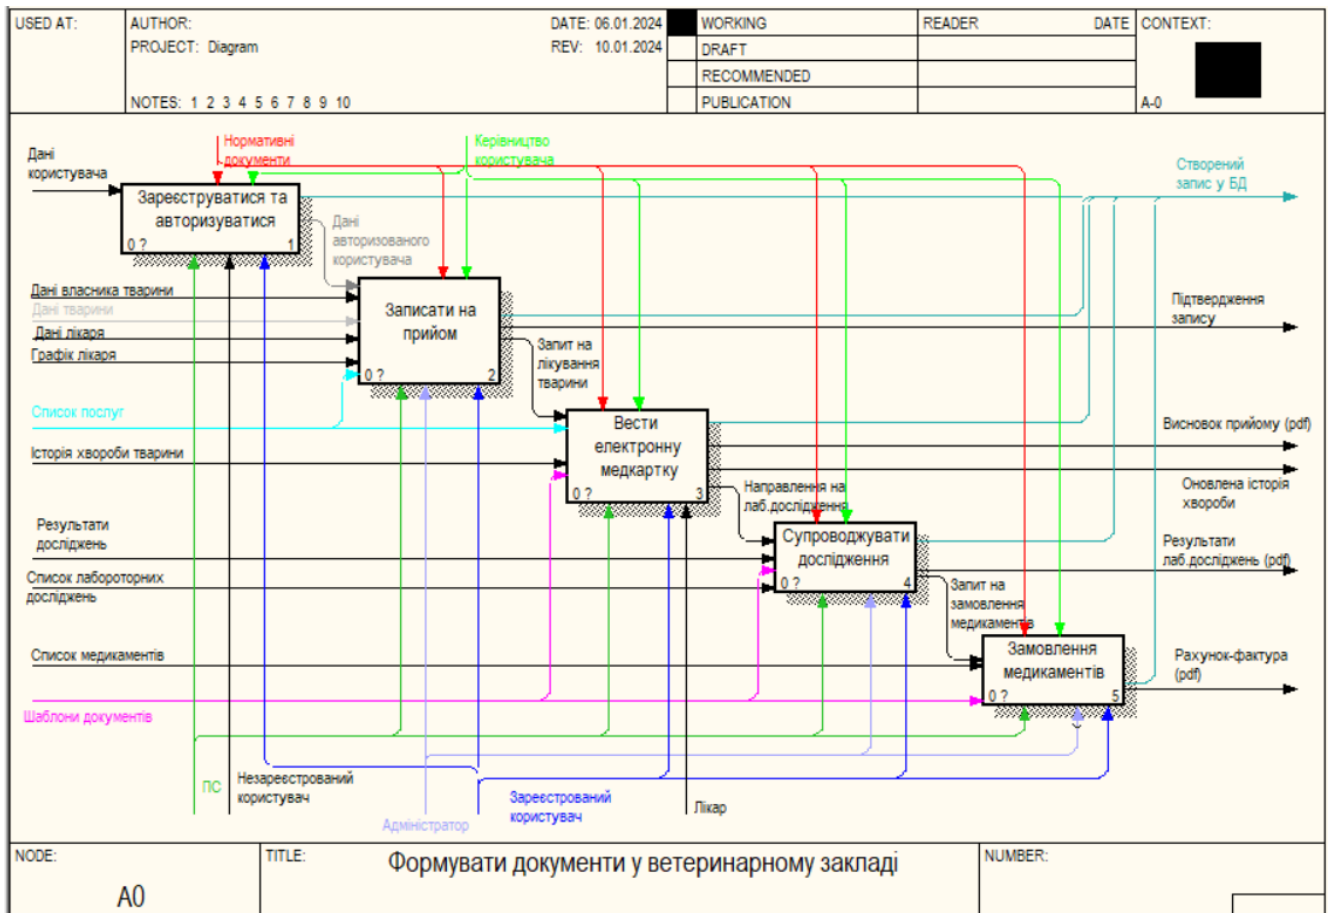 USED AT:
AUTHOR:
DATE: 06.01.2024
WORKING
READER
DATE
CONTEXT:
PROJECT: Diagram
REV: 10.01.2024
DRAFT
RECOMMENDED
NOTES: 1 2 3 4 5 6 7 8 9 10
PUBLICATION
A-0
Нормативні
документи
Керівництво
користувача
Дані
користувача
Створений
запис у БД
Зареєструватися та
авторизуватися
0 ?
1
Дані
авторизованого
користувача
Дані власника тварини
Дані тварини
Дані лікаря
Графік лікаря
Записати на
прийом
0 ?
2
Підтвердження
запису
Запит на
лікування
тварини
Список послуг
Вести
електронну
медкартку
0 ?
3
Висновок прийому (pdf)
Історія хвороби тварини
Оновлена історія
хвороби
Направлення на
лаб.дослідження
Результати
досліджень
Супроводжувати
дослідження
0 ?
4
Результати
лаб.досліджень (pdf)
Список лабороторних
досліджень
Запит на
замовлення
медикаментів
Список медикаментів
Замовлення
медикаментів
0 ?
5
Рахунок-фактура
(pdf)
Шаблони документів
ПС
Незареєстрований
користувач
Адміністратор
Зареєстрований
користувач
Лікар
NODE:
TITLE:
Формувати документи у ветеринарному закладі
NUMBER:
A0